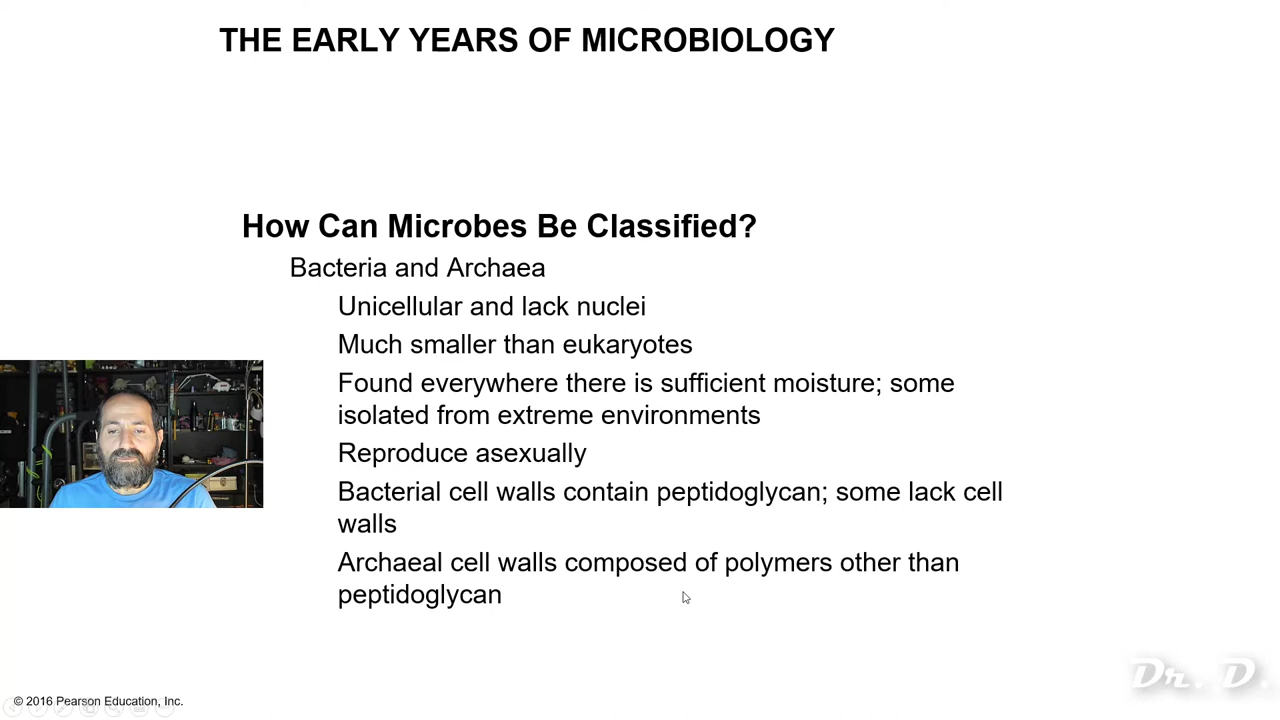 THE EARLY YEARS OF MICROBIOLOGY
How Can Microbes Be Classified?
Bacteria and Archaea
Unicellular and lack nuclei
Much smaller than eukaryotes
Found everywhere there is sufficient moisture; some
isolated from extreme environments
Reproduce asexually
Bacterial cell walls contain peptidoglycan; some lack cell
walls
Archaeal cell walls composed of polymers other than
peptidoglycan
© 2016 Pearson Education, Inc.
Dr. D.